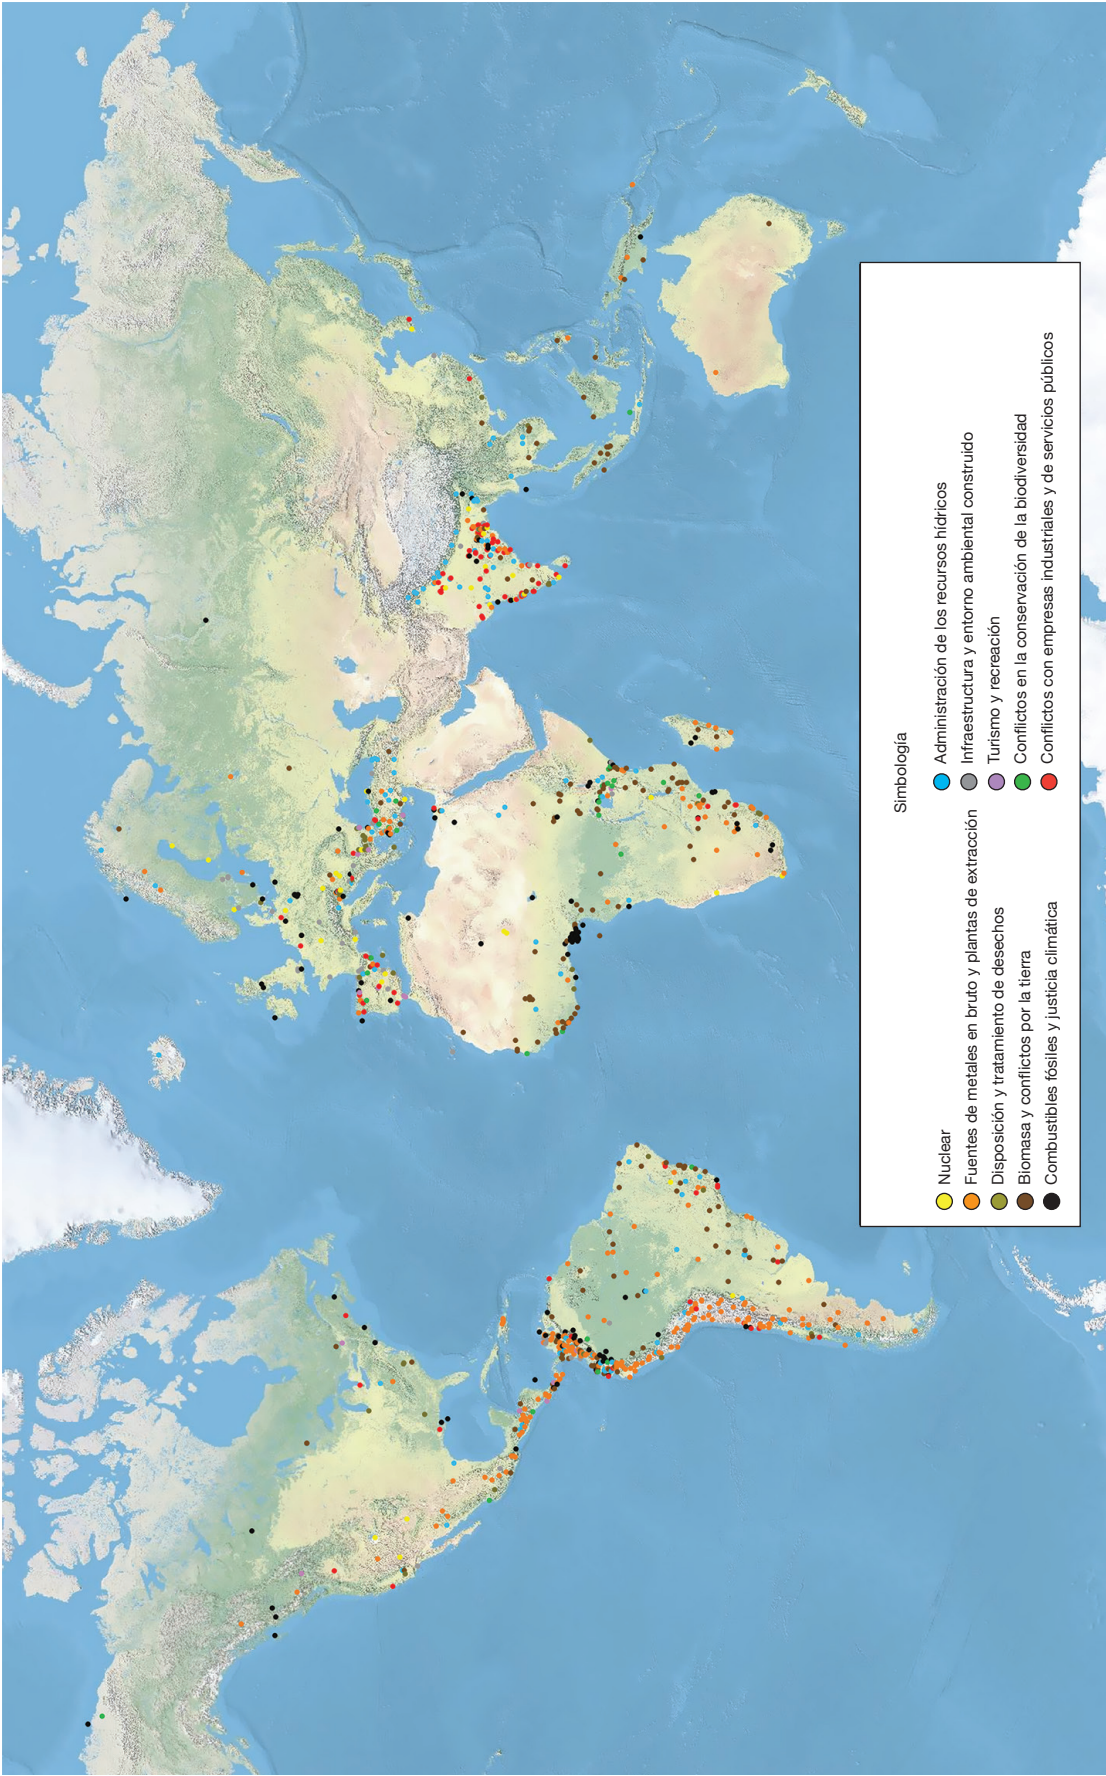 Simbología
Nuclear
Fuentes de metales en bruto y plantas de extracción
Disposición y tratamiento de desechos
Biomasa y conflictos por la tierra
Combustibles fósiles y justicia climática
Administración de los recursos hídricos
Infraestructura y entorno ambiental construido
Turismo y recreación
Conflictos en la conservación de la biodiversidad
Conflictos con empresas industriales y de servicios públicos